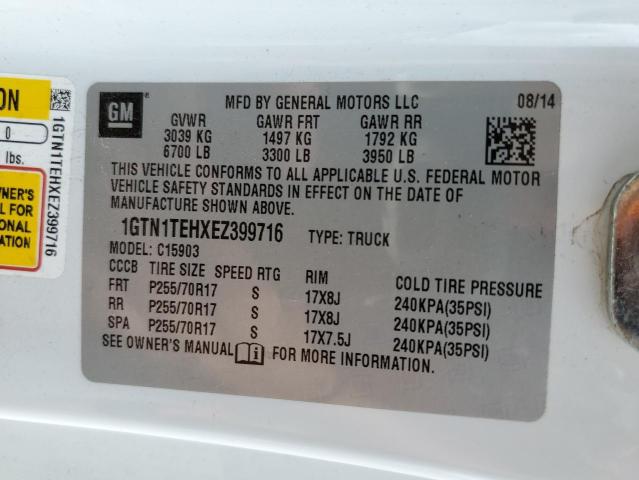 ON
0
lbs.
OWNER'S
L FOR
ATIONS
1GTN1TEHXEZ399716
GM
MFD BY GENERAL MOTORS LLC 08/14
GVWR GAWR FRT GAWR RR
3039 KG 1497 KG 1792 KG
6700 LB 3300 LB 3950 LB
THIS VEHICLE CONFORMS TO ALL APPLICABLE U.S. FEDERAL MOTOR
VEHICLE SAFETY STANDARDS IN EFFECT ON THE DATE OF
MANUFACTURE SHOWN ABOVE.
1GTN1TEHXEZ399716 TYPE: TRUCK
MODEL: C15903
CCCB TIRE SIZE SPEED RTG RIM COLD TIRE PRESSURE
FRT P255/70R17 S 17X8J 240KPA(35PSI)
RR P255/70R17 S 17X8J 240KPA(35PSI)
SPA P255/70R17 S 17X7.5J 240KPA(35PSI)
SEE OWNER'S MANUAL i FOR MORE INFORMATION.